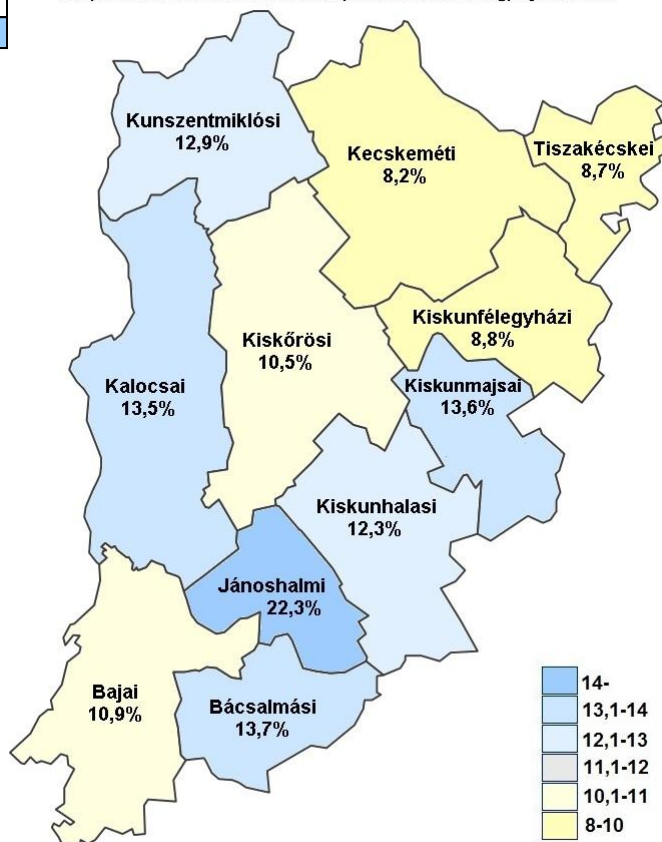 Kunszentmiklósi
12,9%
Kecskeméti
8,2%
Tiszakécskei
8,7%
Kiskunfélegyházi
8,8%
Kiskőrösi
10,5%
Kalocsai
13,5%
Kiskunmajsai
13,6%
Kiskunhalasi
12,3%
Jánoshalmi
22,3%
Bajai
10,9%
Bácsalmási
13,7%
14-
13,1-14
12,1-13
11,1-12
10,1-11
8-10